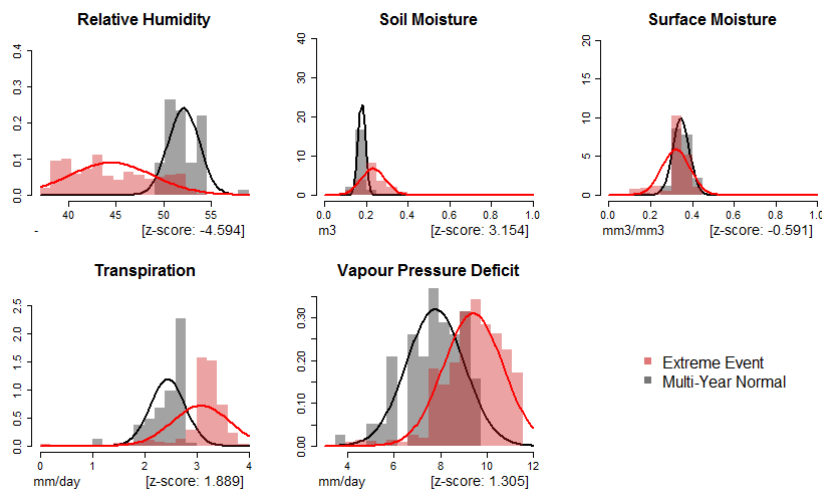 Relative Humidity
Soil Moisture
Surface Moisture
0.4
0.3
0.2
0.1
0.0
40 45 50 55
- [z-score: -4.594]
40
30
20
10
0
0.0 0.2 0.4 0.6 0.8 1.0
m3 [z-score: 3.154]
20
15
10
5
0
0.0 0.2 0.4 0.6 0.8 1.0
mm3/mm3 [z-score: -0.591]
Transpiration
Vapour Pressure Deficit
2.5
2.0
1.5
1.0
0.5
0.0
0 1 2 3 4
mm/day [z-score: 1.889]
0.30
0.20
0.10
0.00
4 6 8 10 12
mm/day [z-score: 1.305]
Extreme Event
Multi-Year Normal